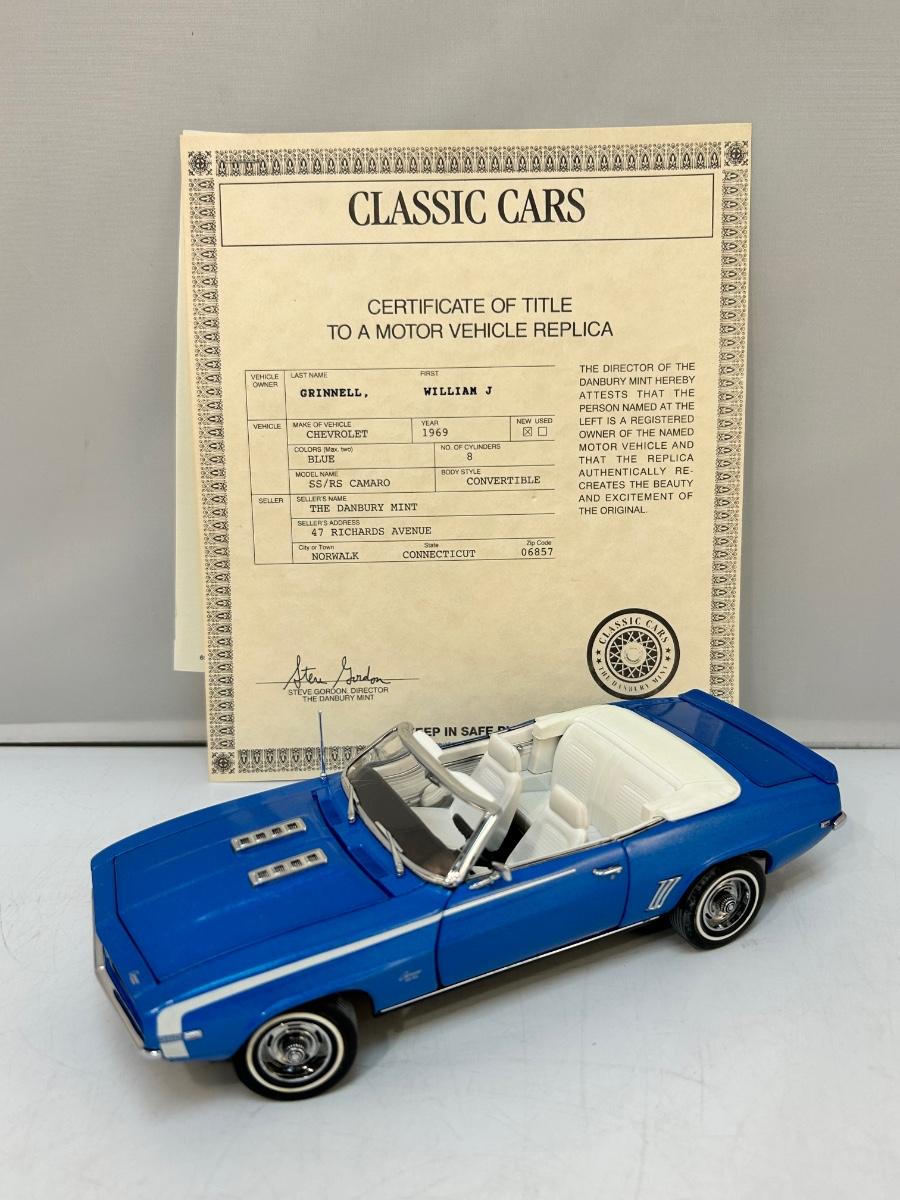 CLASSIC CARS
CERTIFICATE OF TITLE
TO A MOTOR VEHICLE REPLICA
VEHICLE OWNER
LAST NAME FIRST
GRINNELL, WILLIAM J
VEHICLE
MAKE OF VEHICLE YEAR NEW USED
CHEVROLET 1969 ☒ ☐
COLORS (Max. two) NO. OF CYLINDERS
BLUE 8
MODEL NAME BODY STYLE
SS/RS CAMARO CONVERTIBLE
SELLER
SELLER'S NAME
THE DANBURY MINT
SELLER'S ADDRESS
47 RICHARDS AVENUE
City or Town State Zip Code
NORWALK CONNECTICUT 06857
THE DIRECTOR OF THE
DANBURY MINT HEREBY
ATTESTS THAT THE
PERSON NAMED AT THE
LEFT IS A REGISTERED
OWNER OF THE NAMED
MOTOR VEHICLE AND
THAT THE REPLICA
AUTHENTICALLY RE-
CREATES THE BEAUTY
AND EXCITEMENT OF
THE ORIGINAL.
Steve Gordon
STEVE GORDON, DIRECTOR
THE DANBURY MINT
CLASSIC CARS
THE DANBURY MINT
EEP IN SAFE
Camaro